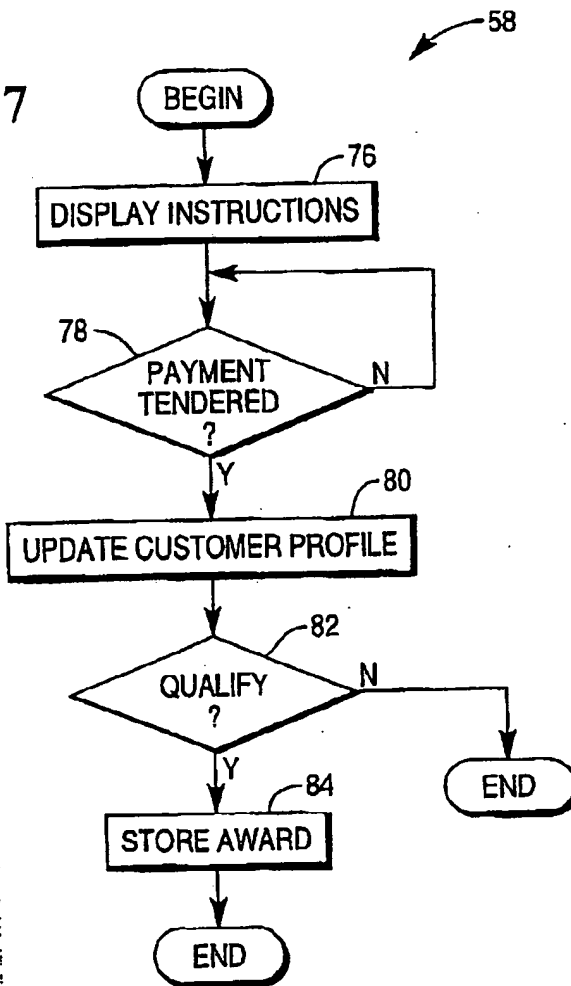 58
7
BEGIN
76
DISPLAY INSTRUCTIONS
78
PAYMENT
TENDERED
?
N
Y
80
UPDATE CUSTOMER PROFILE
82
QUALIFY
?
N
Y
84
STORE AWARD
END
END